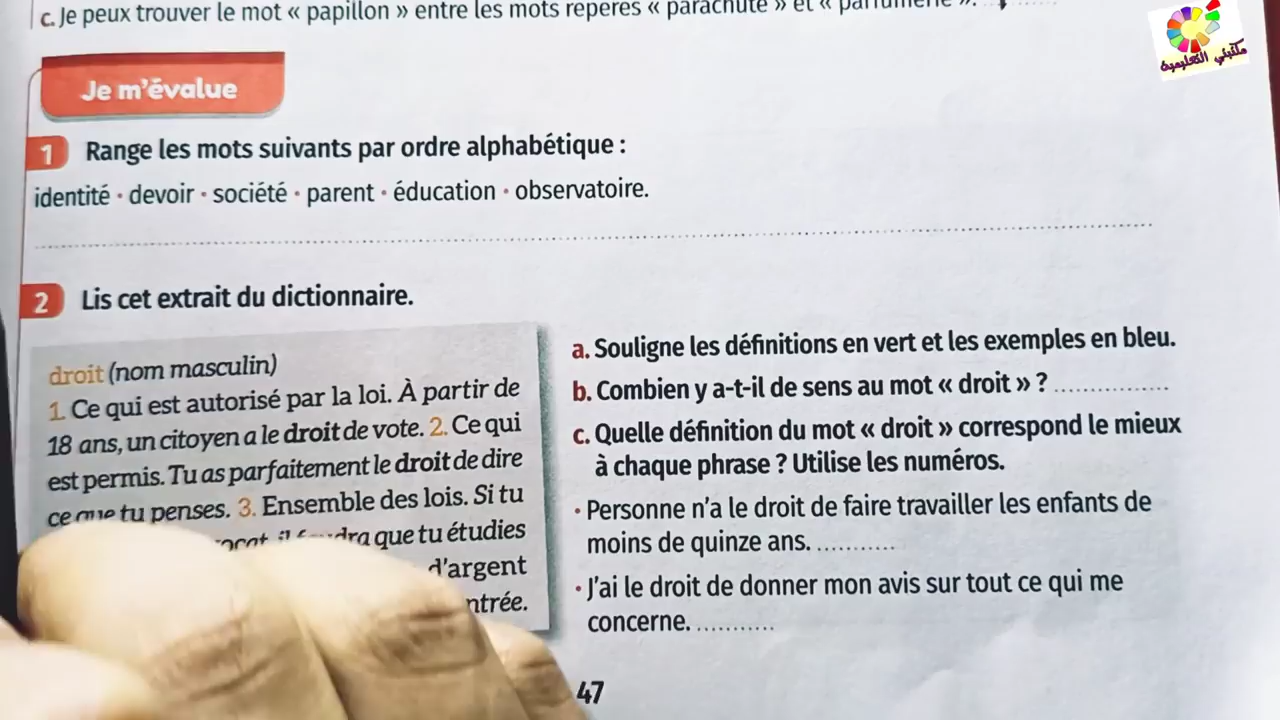 c. Je peux trouver le mot « papillon » entre les mots repères « parachute » et « parfumerie ».
مكتبتي التعليمية
Je m'évalue
1 Range les mots suivants par ordre alphabétique :
identité • devoir • société • parent • éducation • observatoire.
2 Lis cet extrait du dictionnaire.
droit (nom masculin)
1. Ce qui est autorisé par la loi. À partir de
18 ans, un citoyen a le droit de vote. 2. Ce qui
est permis. Tu as parfaitement le droit de dire
ce que tu penses. 3. Ensemble des lois. Si tu
que tu étudies
d'argent
a. Souligne les définitions en vert et les exemples en bleu.
b. Combien y a-t-il de sens au mot « droit » ? ................
c. Quelle définition du mot « droit » correspond le mieux
à chaque phrase ? Utilise les numéros.
• Personne n'a le droit de faire travailler les enfants de
moins de quinze ans. ...........
• J'ai le droit de donner mon avis sur tout ce qui me
concerne. ...........
47